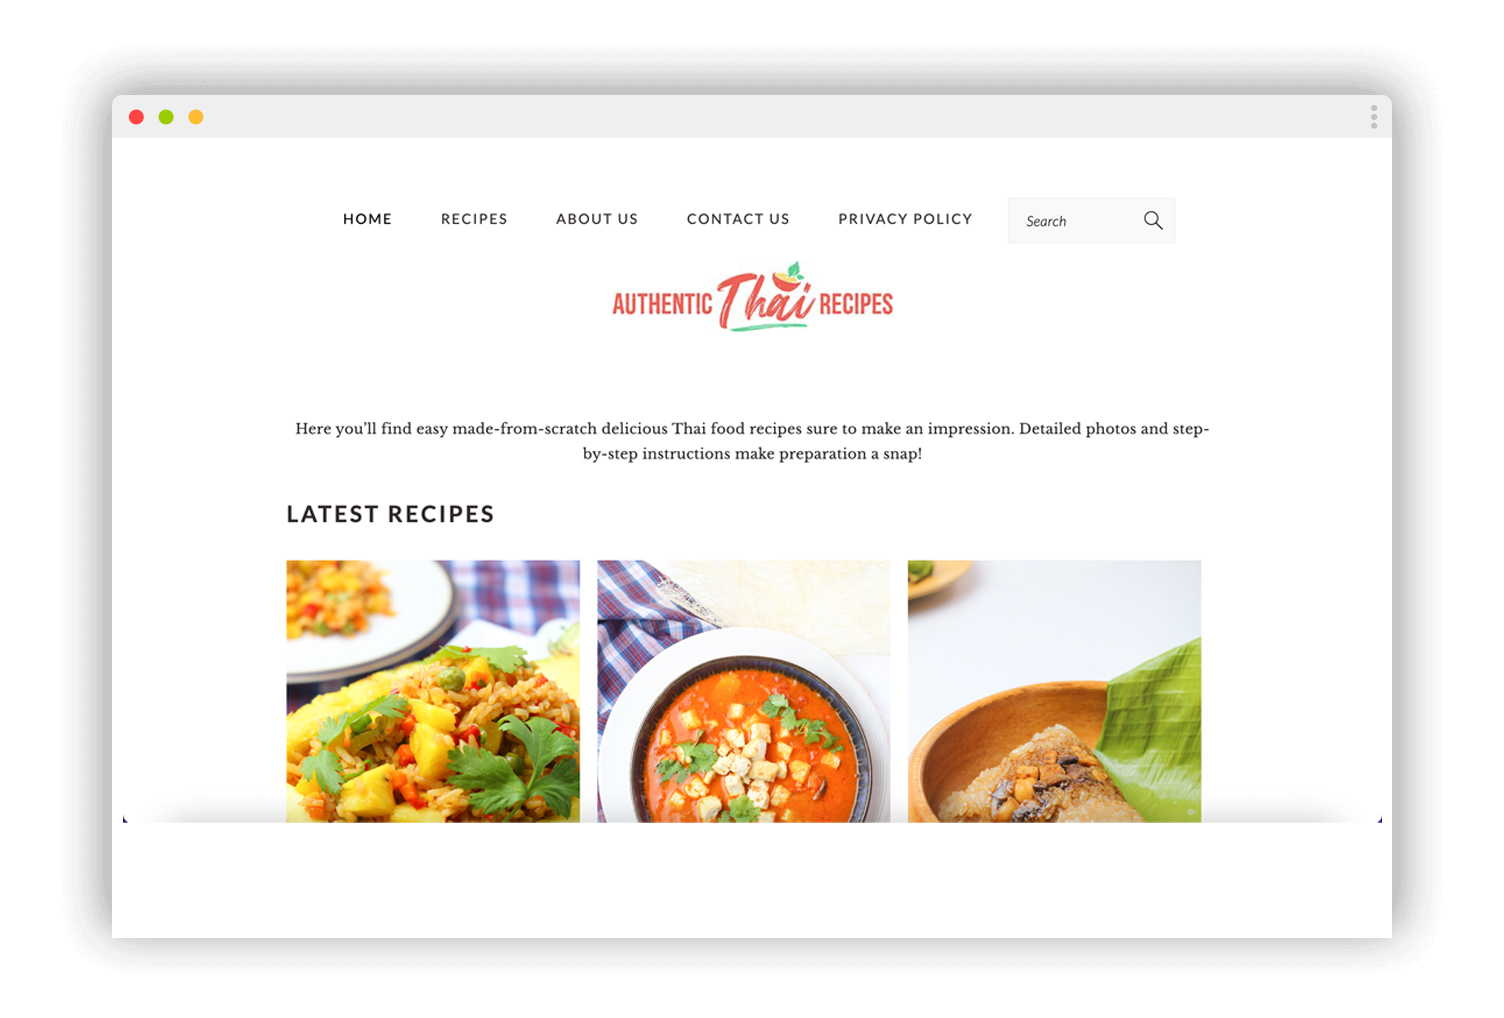 HOME RECIPES ABOUT US CONTACT US PRIVACY POLICY Search
AUTHENTIC Thai RECIPES
Here you'll find easy made-from-scratch delicious Thai food recipes sure to make an impression. Detailed photos and step-
by-step instructions make preparation a snap!
LATEST RECIPES